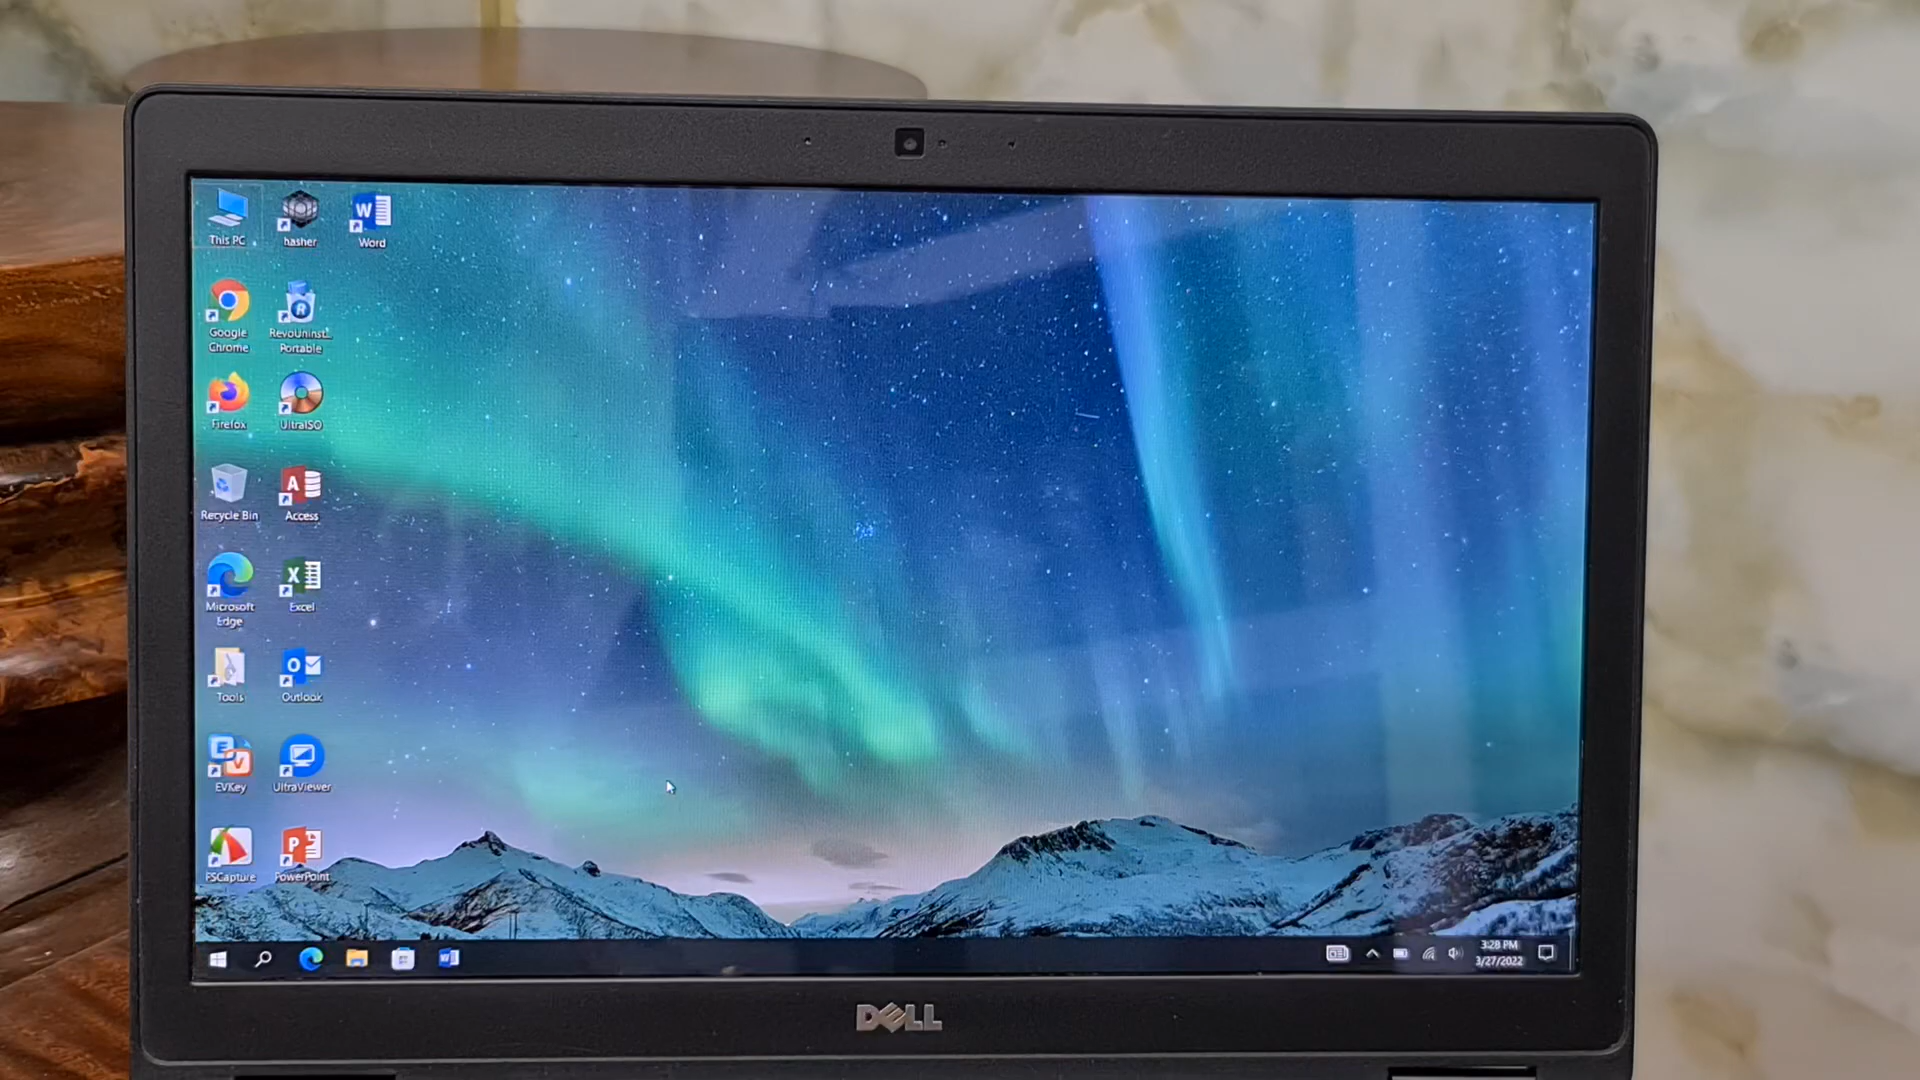 This PC
hasher
Word
Google
Chrome
RevoUninst...
Portable
Firefox
UltraISO
Recycle Bin
Access
Microsoft
Edge
Excel
Tools
Outlook
EVKey
UltraViewer
FSCapture
PowerPoint
3:28 PM
3/27/2022
DELL